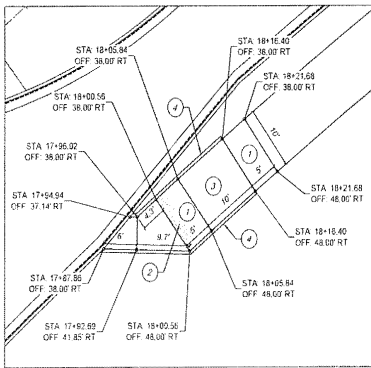 STA: 18+05.84
OFF: 38.00' RT
STA: 18+16.40
OFF: 38.00' RT
STA: 18+21.68
OFF: 38.00' RT
STA: 18+00.56
OFF: 38.00' RT
4
10'
STA: 17+96.02
OFF: 38.00' RT
1
5'
3
STA: 17+94.94
OFF: 37.14' RT
4.3'
10'
STA: 18+21.68
OFF: 48.00' RT
1
6'
9.7'
4
STA: 18+16.40
OFF: 48.00' RT
2
STA: 17+87.86
OFF: 38.00' RT
STA: 18+05.84
OFF: 48.00' RT
STA: 17+92.69
OFF: 41.85' RT
STA: 18+00.56
OFF: 48.00' RT